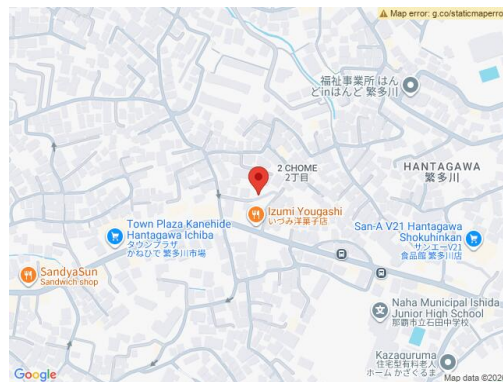 Map error: g.co/staticmaperro
福祉事業所 はん
どinはんど 繁多川
2 CHOME
2丁目
HANTAGAWA
繁多川
Izumi Yougashi
いづみ洋菓子店
Town Plaza Kanehide
Hantagawa Ichiba
タウンプラザ
かねひで 繁多川市場
San-A V21 Hantagawa
Shokuhinkan
サンエーV21
食品館 繁多川店
SandyaSun
Sandwich shop
Naha Municipal Ishida
Junior High School
那覇市立石田中学校
Kazaguruma
住宅型有料老人
ホーム かざぐるま
Google
Map data ©202